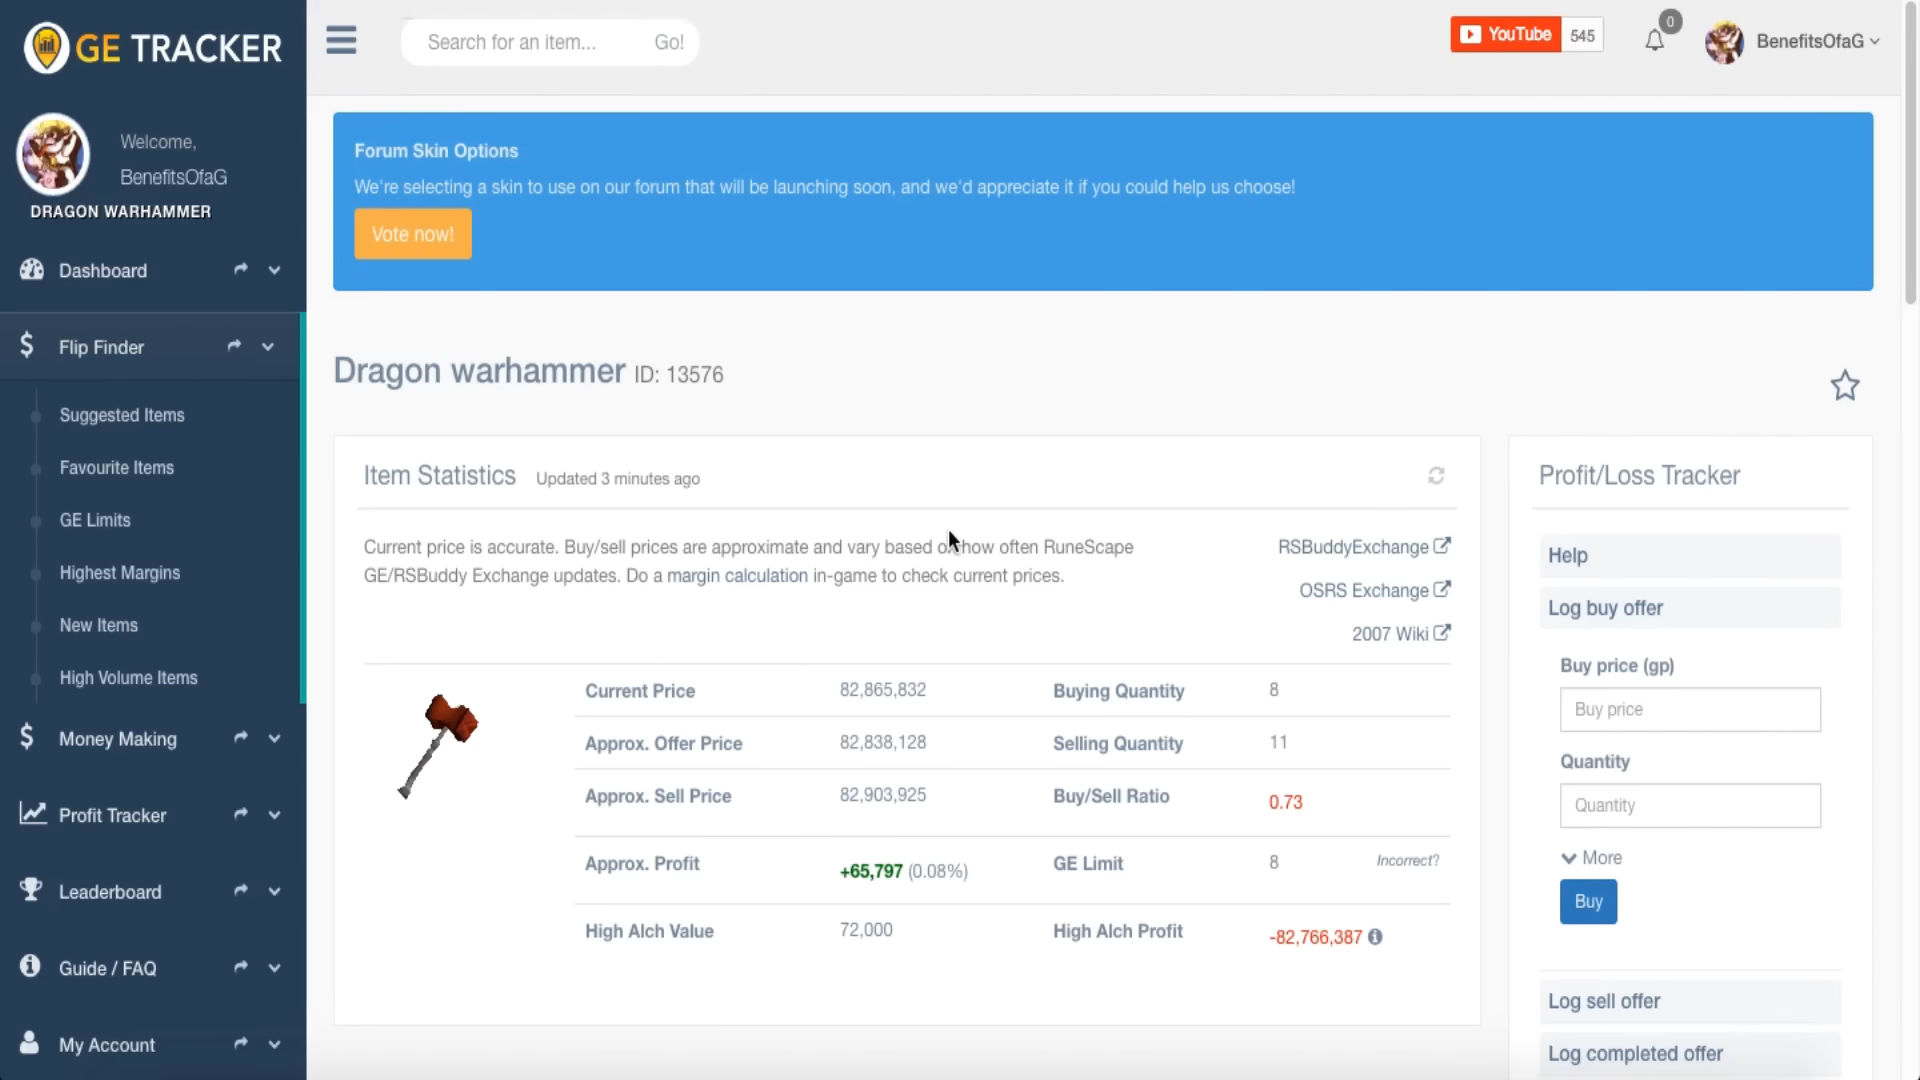 GE TRACKER
Search for an item...
Go!
YouTube
545
0
BenefitsOfaG
Welcome,
BenefitsOfaG
DRAGON WARHAMMER
Dashboard
Flip Finder
Suggested Items
Favourite Items
GE Limits
Highest Margins
New Items
High Volume Items
Money Making
Profit Tracker
Leaderboard
Guide / FAQ
My Account
Forum Skin Options
We're selecting a skin to use on our forum that will be launching soon, and we'd appreciate it if you could help us choose!
Vote now!
Dragon warhammer ID: 13576
Item Statistics Updated 3 minutes ago
Current price is accurate. Buy/sell prices are approximate and vary based on how often RuneScape
GE/RSBuddy Exchange updates. Do a margin calculation in-game to check current prices.
RSBuddyExchange
OSRS Exchange
2007 Wiki
Current Price 82,865,832 Buying Quantity 8
Approx. Offer Price 82,838,128 Selling Quantity 11
Approx. Sell Price 82,903,925 Buy/Sell Ratio 0.73
Approx. Profit +65,797 (0.08%) GE Limit 8 Incorrect?
High Alch Value 72,000 High Alch Profit -82,766,387
Profit/Loss Tracker
Help
Log buy offer
Buy price (gp)
Buy price
Quantity
Quantity
More
Buy
Log sell offer
Log completed offer